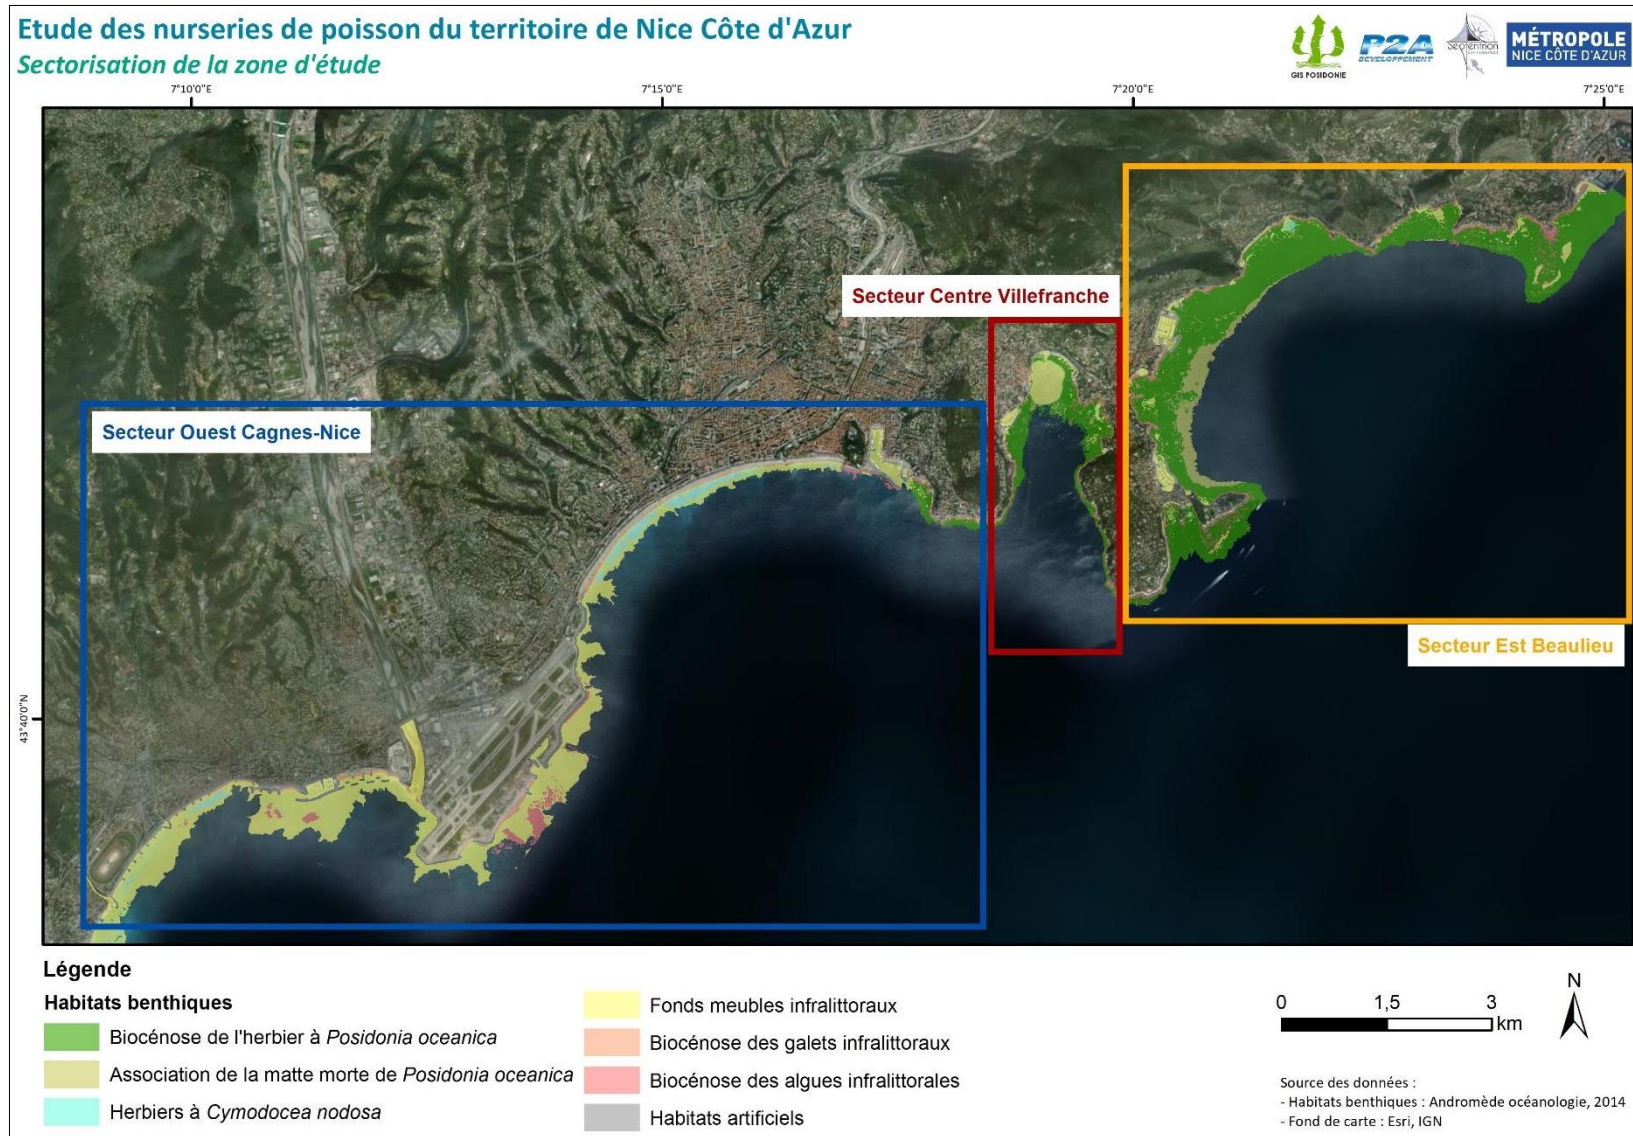 Etude des nurseries de poisson du territoire de Nice Côte d'Azur
Sectorisation de la zone d'étude
GIS POSIDONIE
P2A
DEVELOPPEMENT
septentrion
MÉTROPOLE
NICE CÔTE D'AZUR
7°10'0"E
7°15'0"E
7°20'0"E
7°25'0"E
43°40'0"N
Secteur Centre Villefranche
Secteur Ouest Cagnes-Nice
Secteur Est Beaulieu
Légende
Habitats benthiques
Biocénose de l'herbier à Posidonia oceanica
Association de la matte morte de Posidonia oceanica
Herbiers à Cymodocea nodosa
Fonds meubles infralittoraux
Biocénose des galets infralittoraux
Biocénose des algues infralittorales
Habitats artificiels
0 1,5 3
km
N
Source des données :
- Habitats benthiques : Andromède océanologie, 2014
- Fond de carte : Esri, IGN